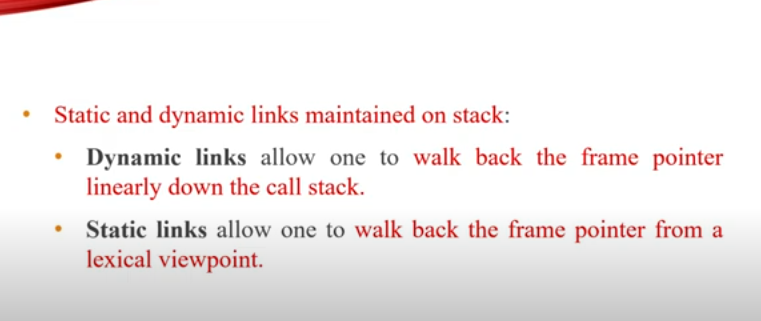 • Static and dynamic links maintained on stack:
• Dynamic links allow one to walk back the frame pointer
linearly down the call stack.
• Static links allow one to walk back the frame pointer from a
lexical viewpoint.